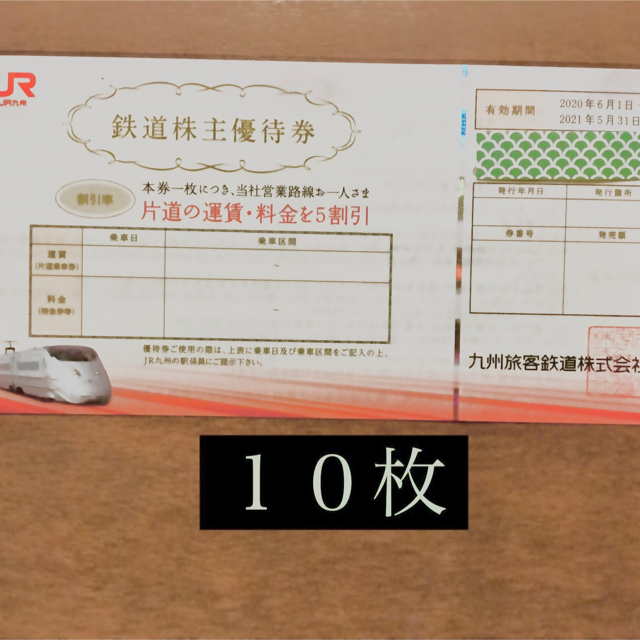 JR
JR九州
鉄道株主優待券
割引率
本券一枚につき、当社営業路線お一人さま
片道の運賃・料金を5割引
乗車日
乗車区間
運賃
(片道乗車券)
料金
(特急券等)
優待券ご使用の際は、上表に乗車日及び乗車区間をご記入の上、
JR九州の駅係員にご提示下さい。
有効期間
2020年6月1日
2021年5月31日
発行年月日
発行箇所
券番号
発売額
九州旅客鉄道株式会社
10枚